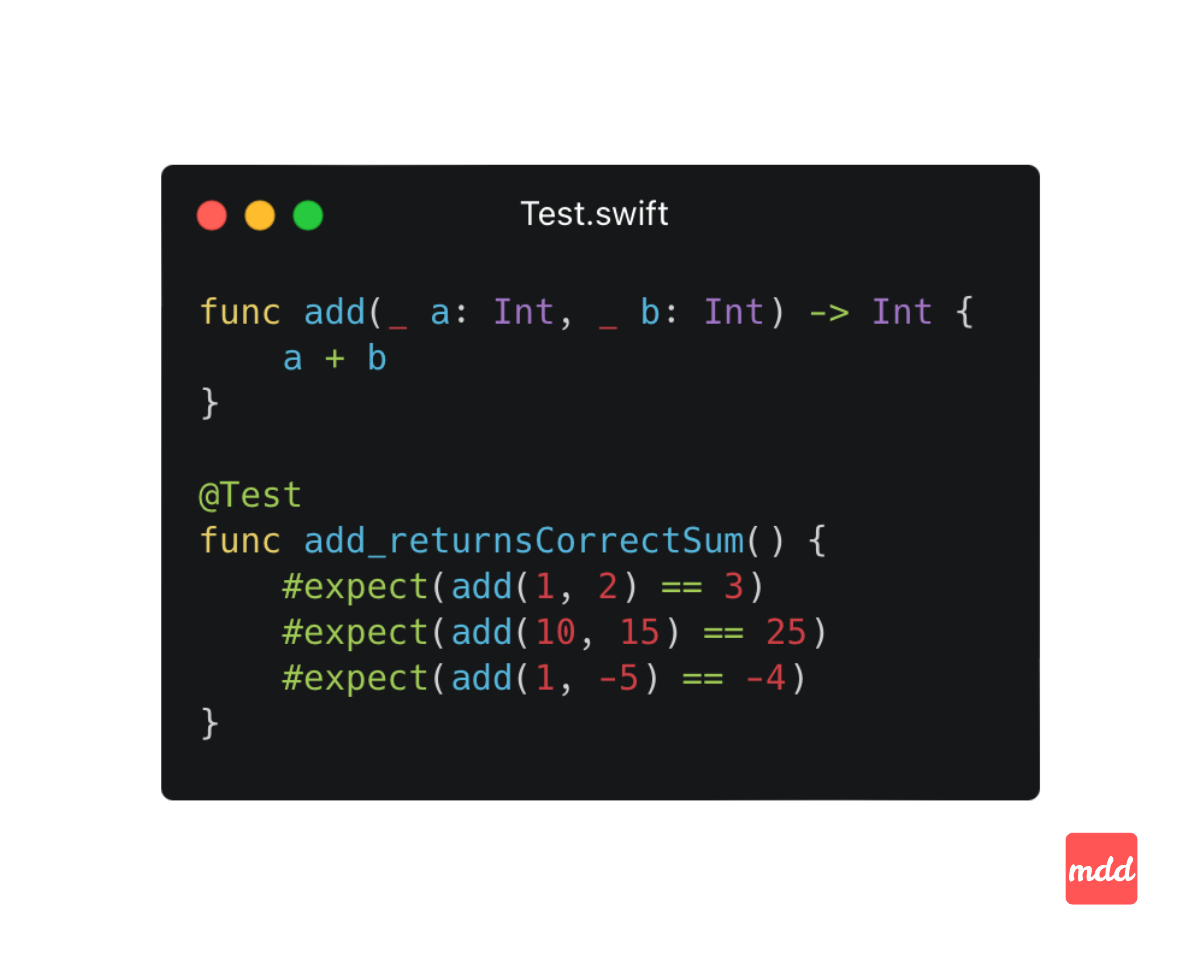 Test.swift
func add(_ a: Int, _ b: Int) -> Int {
    a + b
}
@Test
func add_returnsCorrectSum() {
    #expect(add(1, 2) == 3)
    #expect(add(10, 15) == 25)
    #expect(add(1, -5) == -4)
}
mdd